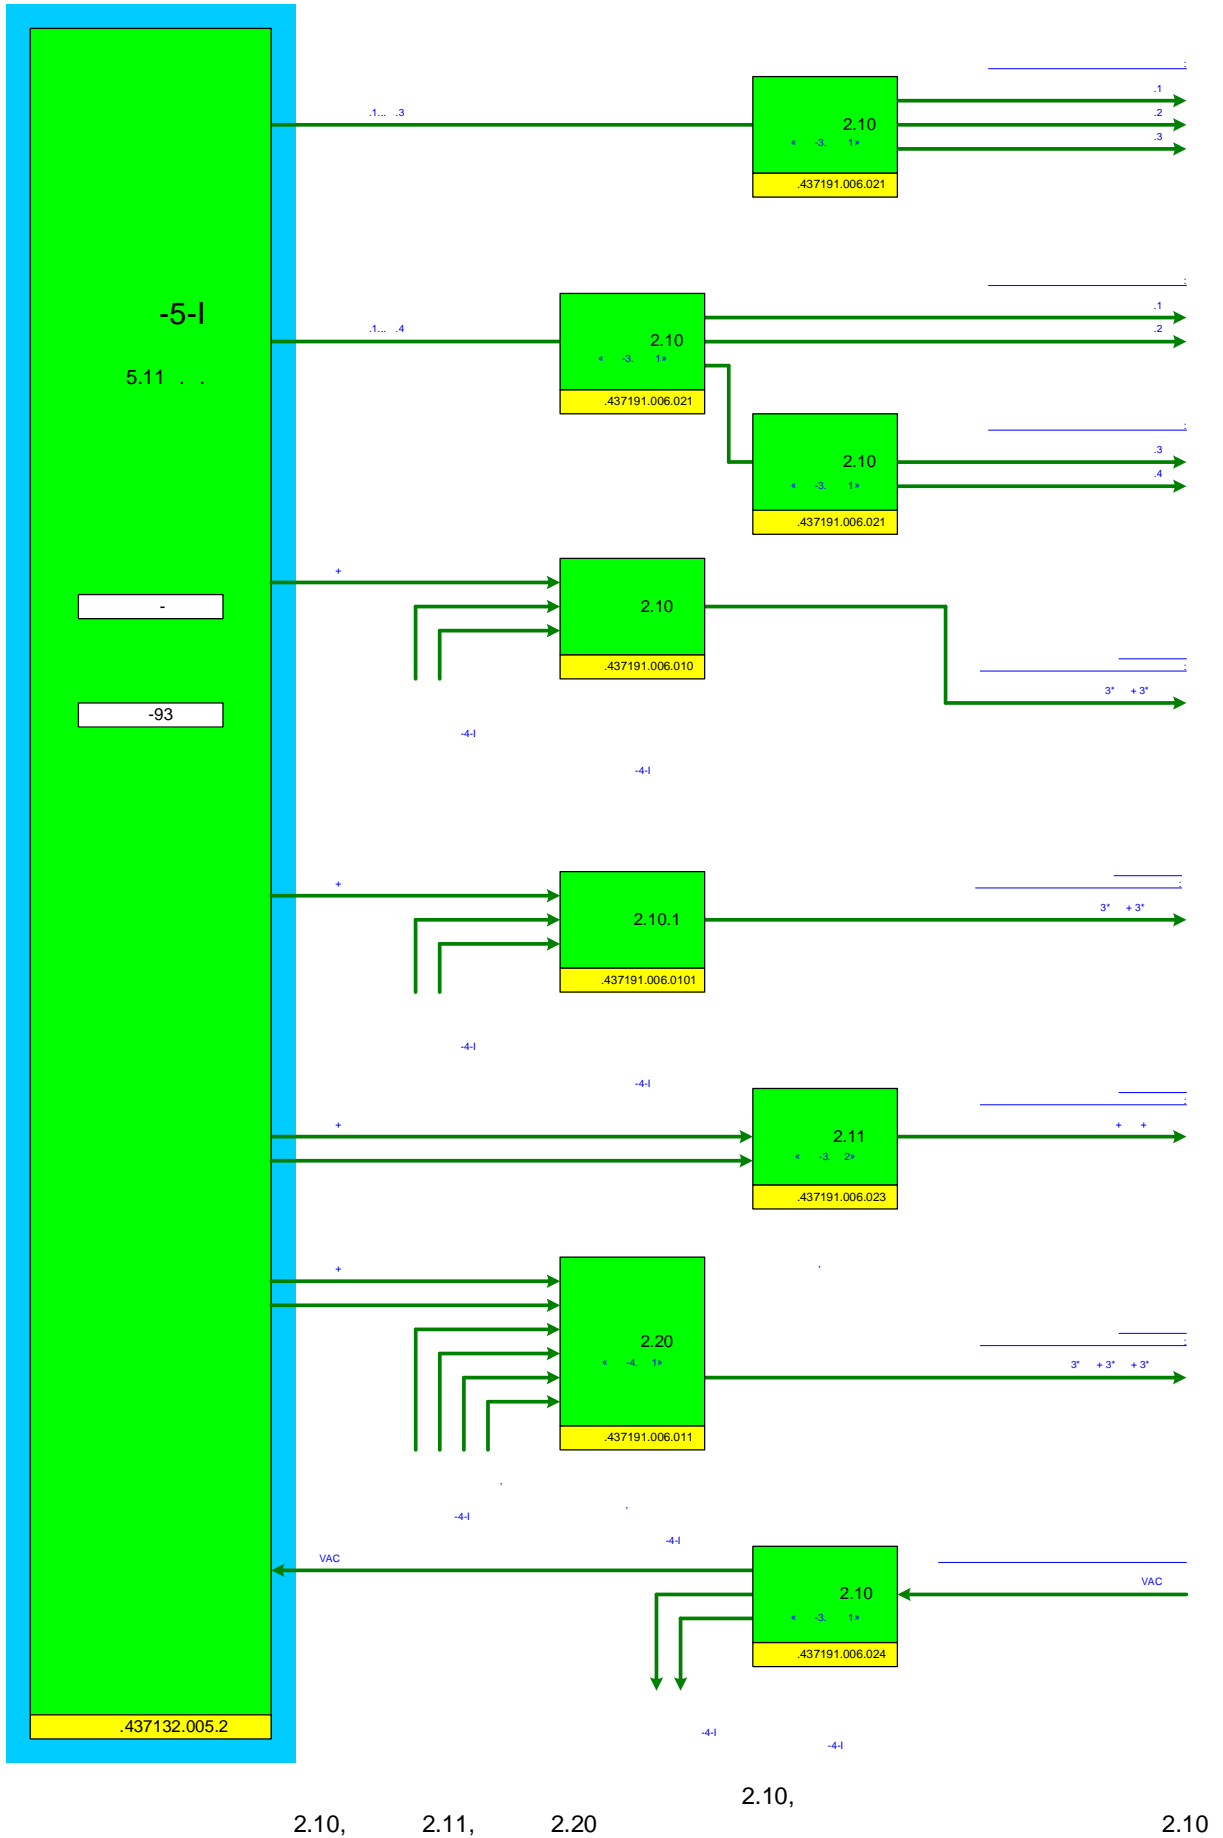 :
.1
.1... .3
.2
2.10
.3
« -3. 1»
.437191.006.021
:
.1
-5-I
.1... .4
.2
2.10
« -3. 1»
5.11 . .
.437191.006.021
:
.3
2.10
.4
« -3. 1»
.437191.006.021
+
-
2.10
.437191.006.010
:
3* + 3*
-93
-4-I
-4-I
+
:
3* + 3*
2.10.1
.437191.006.0101
-4-I
-4-I
:
+
+ +
2.11
« -3. 2»
.437191.006.023
,
+
2.20
:
« -4. 1»
3* + 3* + 3*
.437191.006.011
,
,
-4-I
-4-I
VAC
VAC
2.10
« -3. 1»
.437191.006.024
.437132.005.2
-4-I
-4-I
2.10,
2.10, 2.11, 2.20 2.10